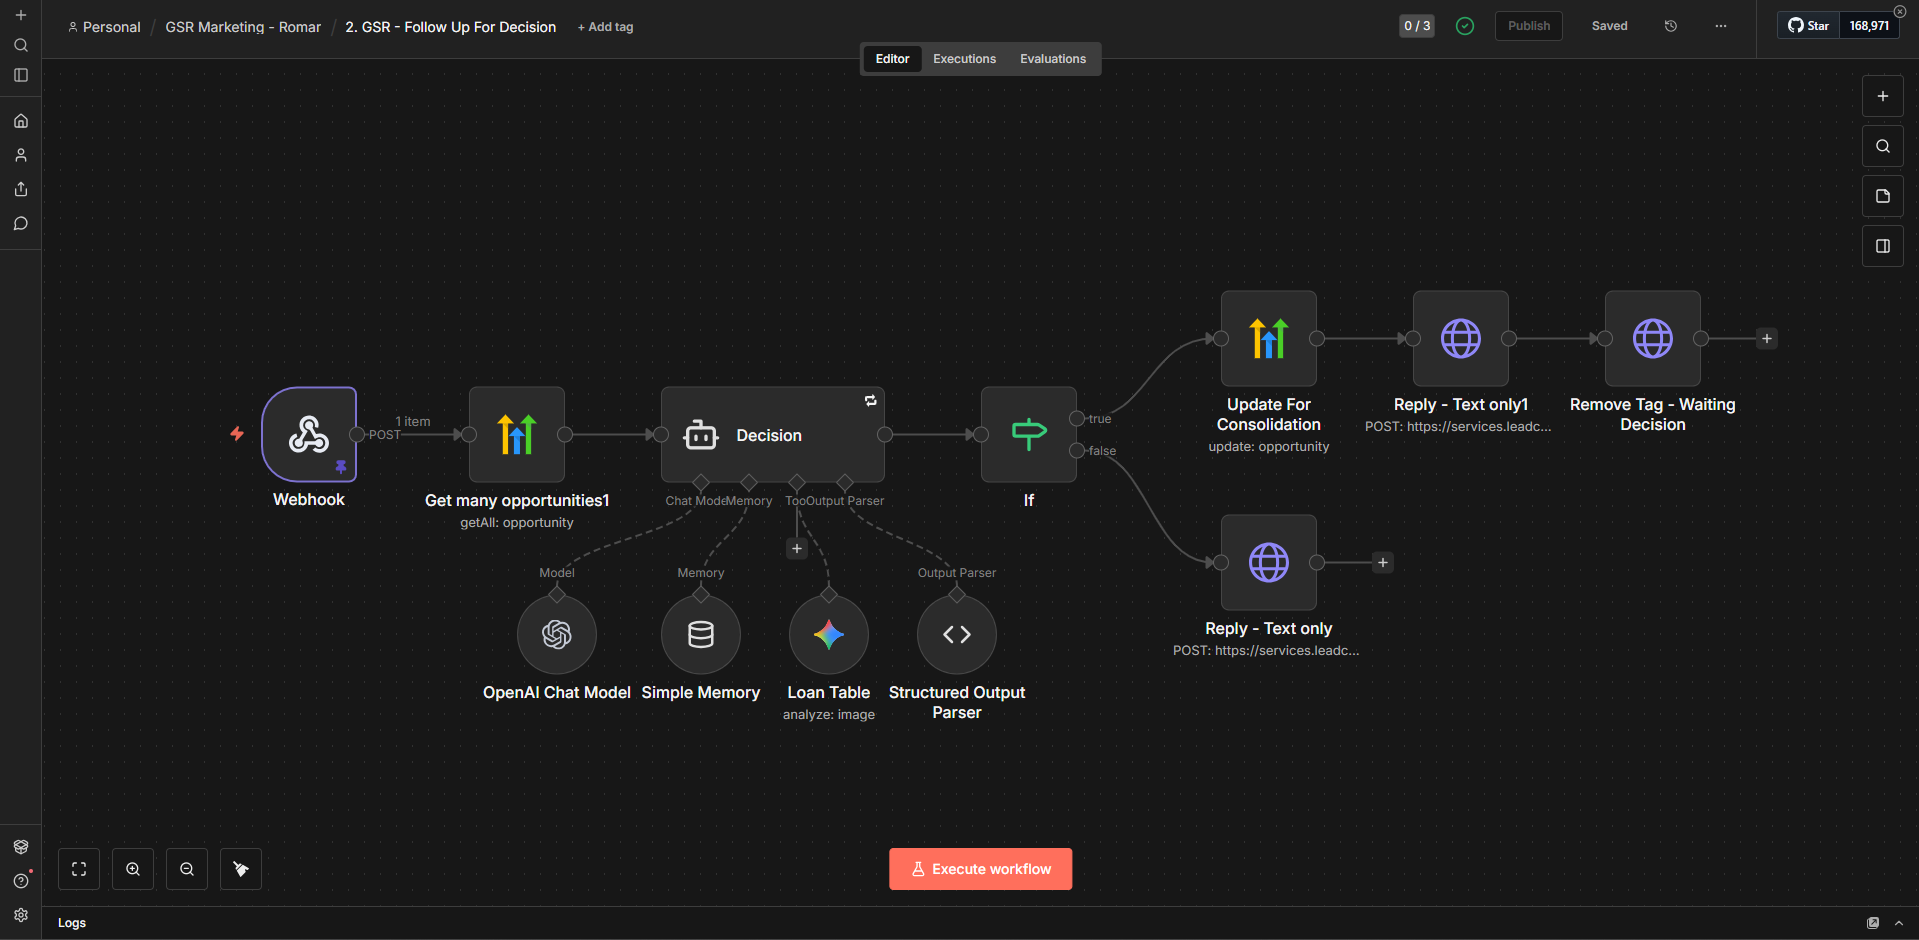 Personal / GSR Marketing - Romar / 2. GSR - Follow Up For Decision + Add tag
0 / 3
Publish
Saved
Star 168,971
Editor Executions Evaluations
Webhook
POST
1 item
Get many opportunities1
getAll: opportunity
Decision
Chat Mode
Memory
Too
Output Parser
If
true
false
Update For
Consolidation
update: opportunity
Reply - Text only1
POST: https://services.leadc...
Remove Tag - Waiting
Decision
Reply - Text only
POST: https://services.leadc...
Model
Memory
Output Parser
OpenAI Chat Model
Simple Memory
Loan Table
analyze: image
Structured Output
Parser
Execute workflow
Logs